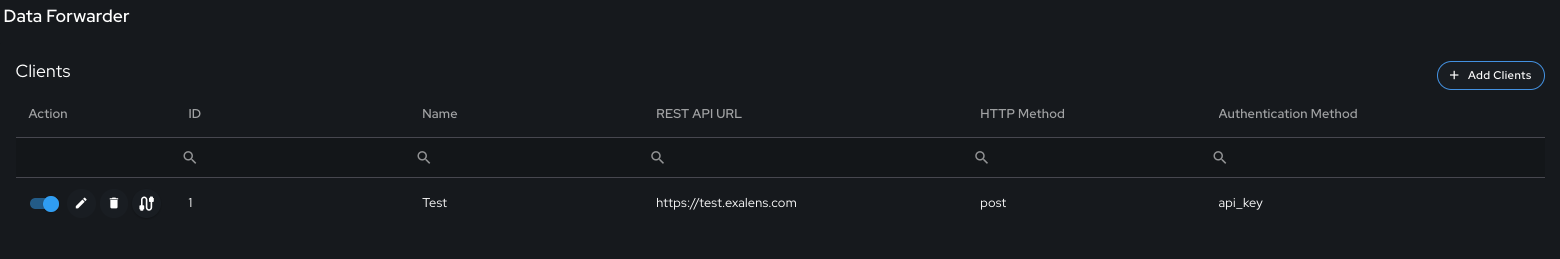 Data Forwarder
Clients
+ Add Clients
Action ID Name REST API URL HTTP Method Authentication Method
1 Test https://test.exalens.com post api_key